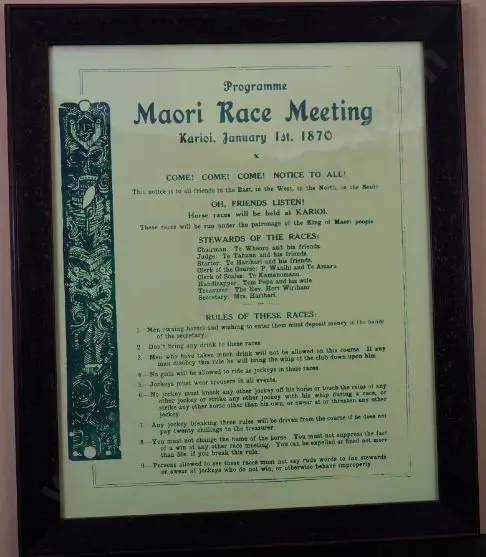 Programme
Maori Race Meeting
Karioi, January 1st, 1870
x
COME! COME! COME! NOTICE TO ALL!
This notice is to all friends in the East, in the West, in the North, in the South
OH, FRIENDS LISTEN!
Horse races will be held at KARIOI.
These races will be run under the patronage of the King of Maori people
STEWARDS OF THE RACES:
Chairman: Te Wheoro and his friends.
Judge: Te Tahuna and his friends.
Starter: Te Harihari and his friends.
Clerk of the Course: P. Wanihi and Te Amaru
Clerk of Scales: Te Kamanomano.
Handicapper: Tom Pepa and his wife
Treasurer: The Rev. Hori Wirihana
Secretary: Mrs. Harihari.
RULES OF THESE RACES:
1.—Men owning horses and wishing to enter them must deposit money in the hands
of the secretary.
2. Don't bring any drink to these races
3. Men who have taken much drink will not be allowed on this course. If any
man disobey this rule he will bring the whip of the club down upon him
4.—No girls will be allowed to ride as jockeys in these races.
5.—Jockeys must wear trousers in all events.
6.—No jockey must knock any other jockey off his horse or touch the reins of any
other jockey or strike any other jockey with his whip during a race, or
strike any other horse other than his own, or swear at or threaten any other
jockey
7. Any jockey breaking these rules will be driven from the course if he does not
pay twenty shillings to the treasurer.
8.—You must not change the name of the horse. You must not suppress the fact
of a win at any other race meeting. You can be expelled or fined not more
than 50s. if you break this rule.
9.—Persons allowed to see these races must not say rude words to the stewards
or swear at jockeys who do not win, or otherwise behave improperly